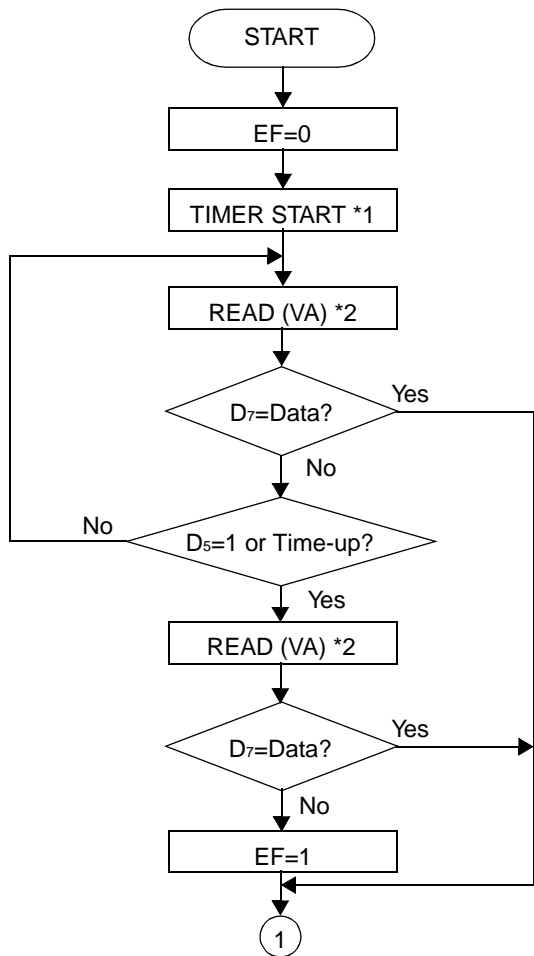 START
EF=0
TIMER START *1
READ (VA) *2
D₇=Data?
Yes
No
D₅=1 or Time-up?
No
Yes
READ (VA) *2
D₇=Data?
Yes
No
EF=1
1